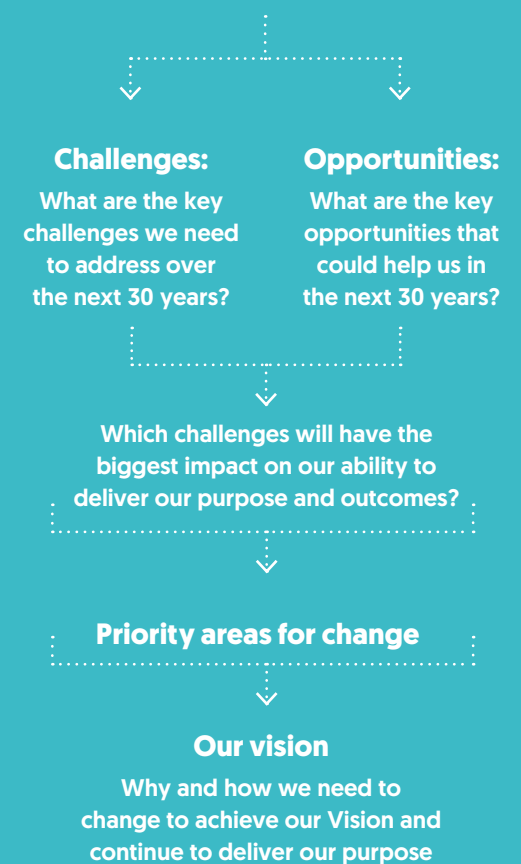 Challenges:
What are the key
challenges we need
to address over
the next 30 years?
Opportunities:
What are the key
opportunities that
could help us in
the next 30 years?
Which challenges will have the
biggest impact on our ability to
deliver our purpose and outcomes?
Priority areas for change
Our vision
Why and how we need to
change to achieve our Vision and
continue to deliver our purpose